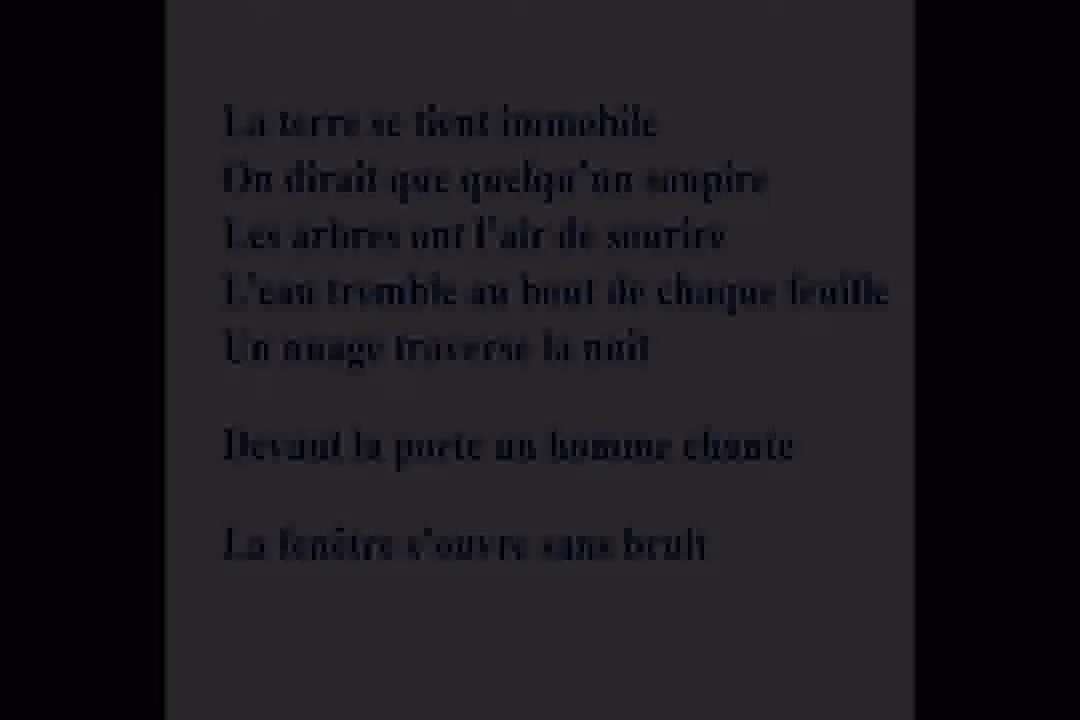 La terre se tient immobile
On dirait que quelqu'un soupire
Les arbres ont l'air de sourire
L'eau tremble au bout de chaque feuille
Un nuage traverse la nuit
Devant la porte un homme chante
La fenêtre s'ouvre sans bruit